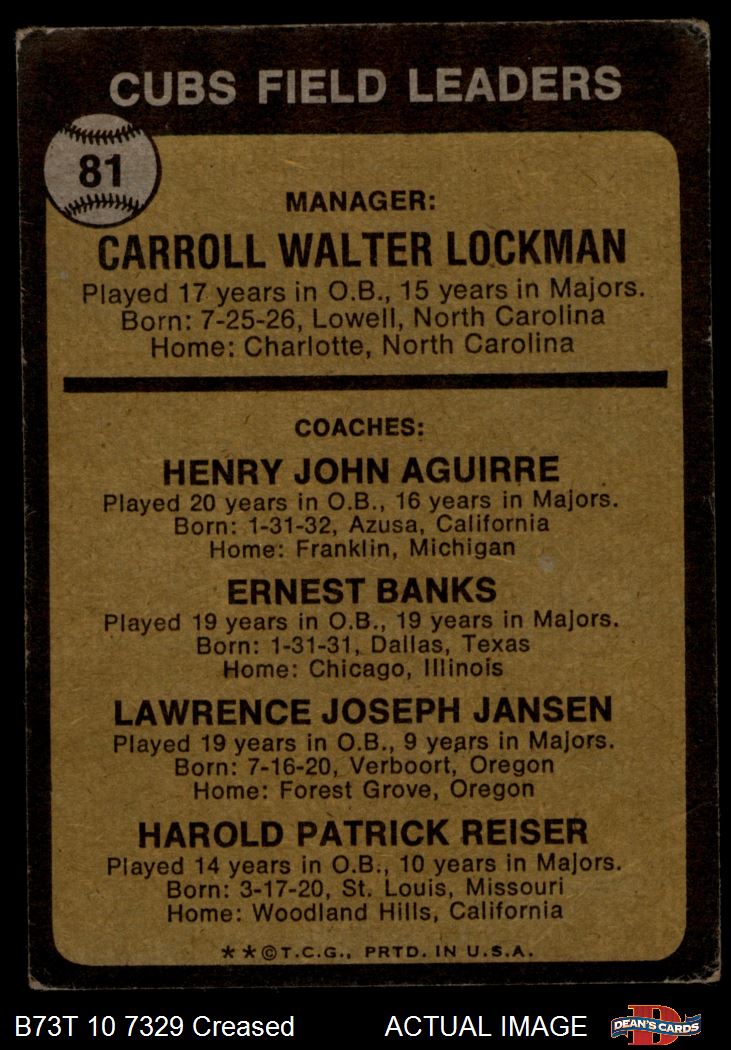 CUBS FIELD LEADERS
81
MANAGER:
CARROLL WALTER LOCKMAN
Played 17 years in O.B., 15 years in Majors.
Born: 7-25-26, Lowell, North Carolina
Home: Charlotte, North Carolina
COACHES:
HENRY JOHN AGUIRRE
Played 20 years in O.B., 16 years in Majors.
Born: 1-31-32, Azusa, California
Home: Franklin, Michigan
ERNEST BANKS
Played 19 years in O.B., 19 years in Majors.
Born: 1-31-31, Dallas, Texas
Home: Chicago, Illinois
LAWRENCE JOSEPH JANSEN
Played 19 years in O.B., 9 years in Majors.
Born: 7-16-20, Verboort, Oregon
Home: Forest Grove, Oregon
HAROLD PATRICK REISER
Played 14 years in O.B., 10 years in Majors.
Born: 3-17-20, St. Louis, Missouri
Home: Woodland Hills, California
★★©T.C.G., PRTD. IN U.S.A.
B73T 10 7329 Creased ACTUAL IMAGE
D
DEAN'S CARDS